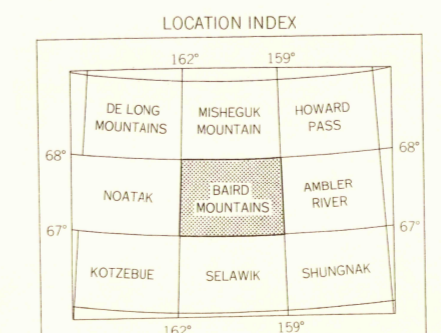 LOCATION INDEX
162° 159°
DE LONG MOUNTAINS
MISHEGUK MOUNTAIN
HOWARD PASS
68° 68°
NOATAK
BAIRD MOUNTAINS
AMBLER RIVER
67° 67°
KOTZEBUE
SELAWIK
SHUNGNAK
162° 159°